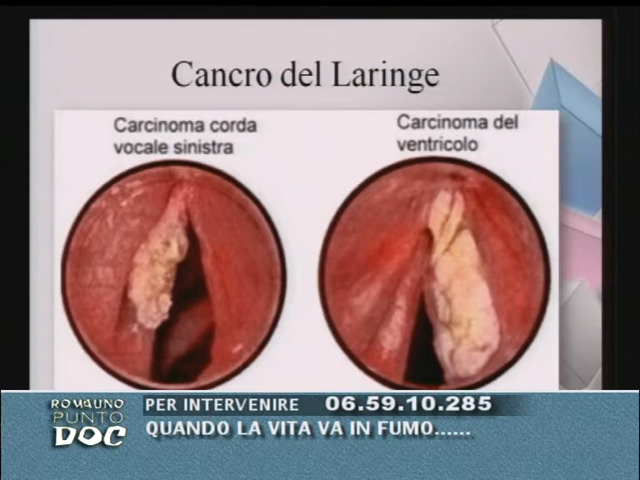 Cancro del Laringe
Carcinoma corda
vocale sinistra
Carcinoma del
ventricolo
ROMAUNO
PUNTO
DOC
PER INTERVENIRE 06.59.10.285
QUANDO LA VITA VA IN FUMO......